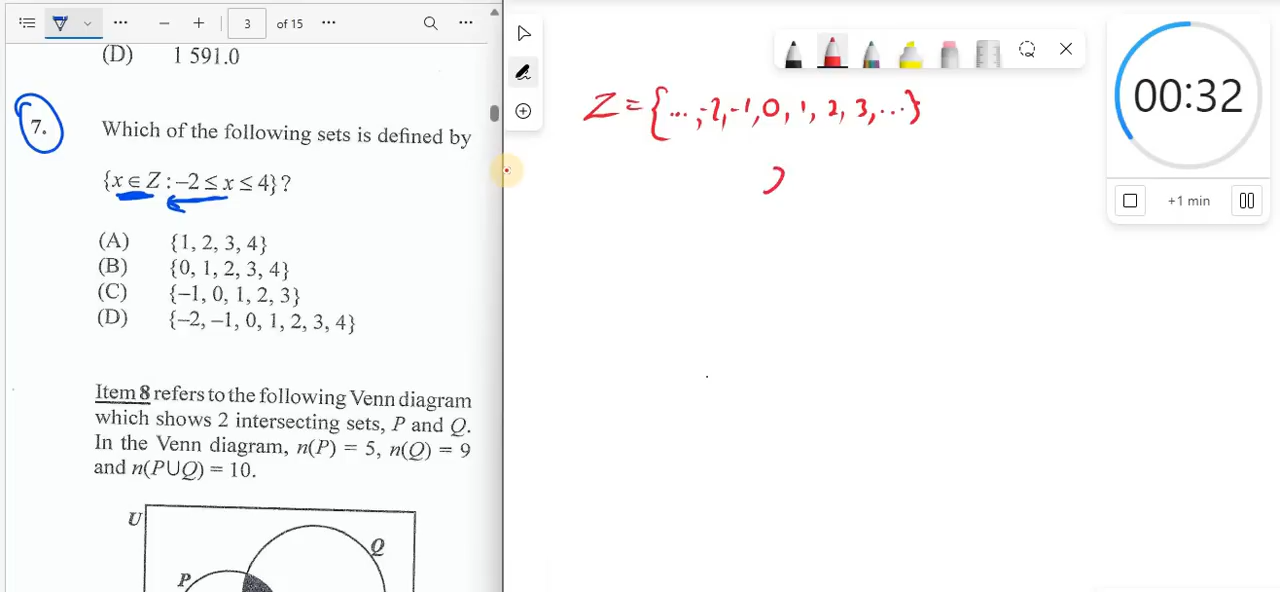 3 of 15
(D) 1 591.0
7. Which of the following sets is defined by
{x ∈ Z : −2 ≤ x ≤ 4}?
(A) {1, 2, 3, 4}
(B) {0, 1, 2, 3, 4}
(C) {−1, 0, 1, 2, 3}
(D) {−2, −1, 0, 1, 2, 3, 4}
Item 8 refers to the following Venn diagram
which shows 2 intersecting sets, P and Q.
In the Venn diagram, n(P) = 5, n(Q) = 9
and n(P∪Q) = 10.
U
Q
P
Z = {..., -2, -1, 0, 1, 2, 3, ...}
00:32
+1 min